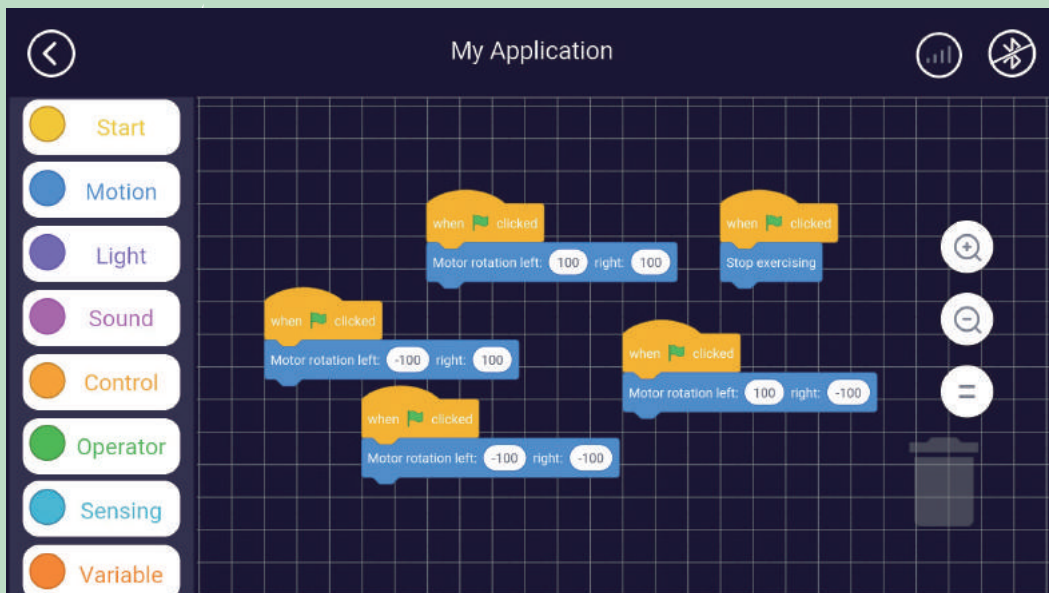 My Application
Start
Motion
Light
Sound
Control
Operator
Sensing
Variable
when clicked
Motor rotation left: 100 right: 100
when clicked
Stop exercising
when clicked
Motor rotation left: -100 right: 100
when clicked
Motor rotation left: 100 right: -100
when clicked
Motor rotation left: -100 right: -100